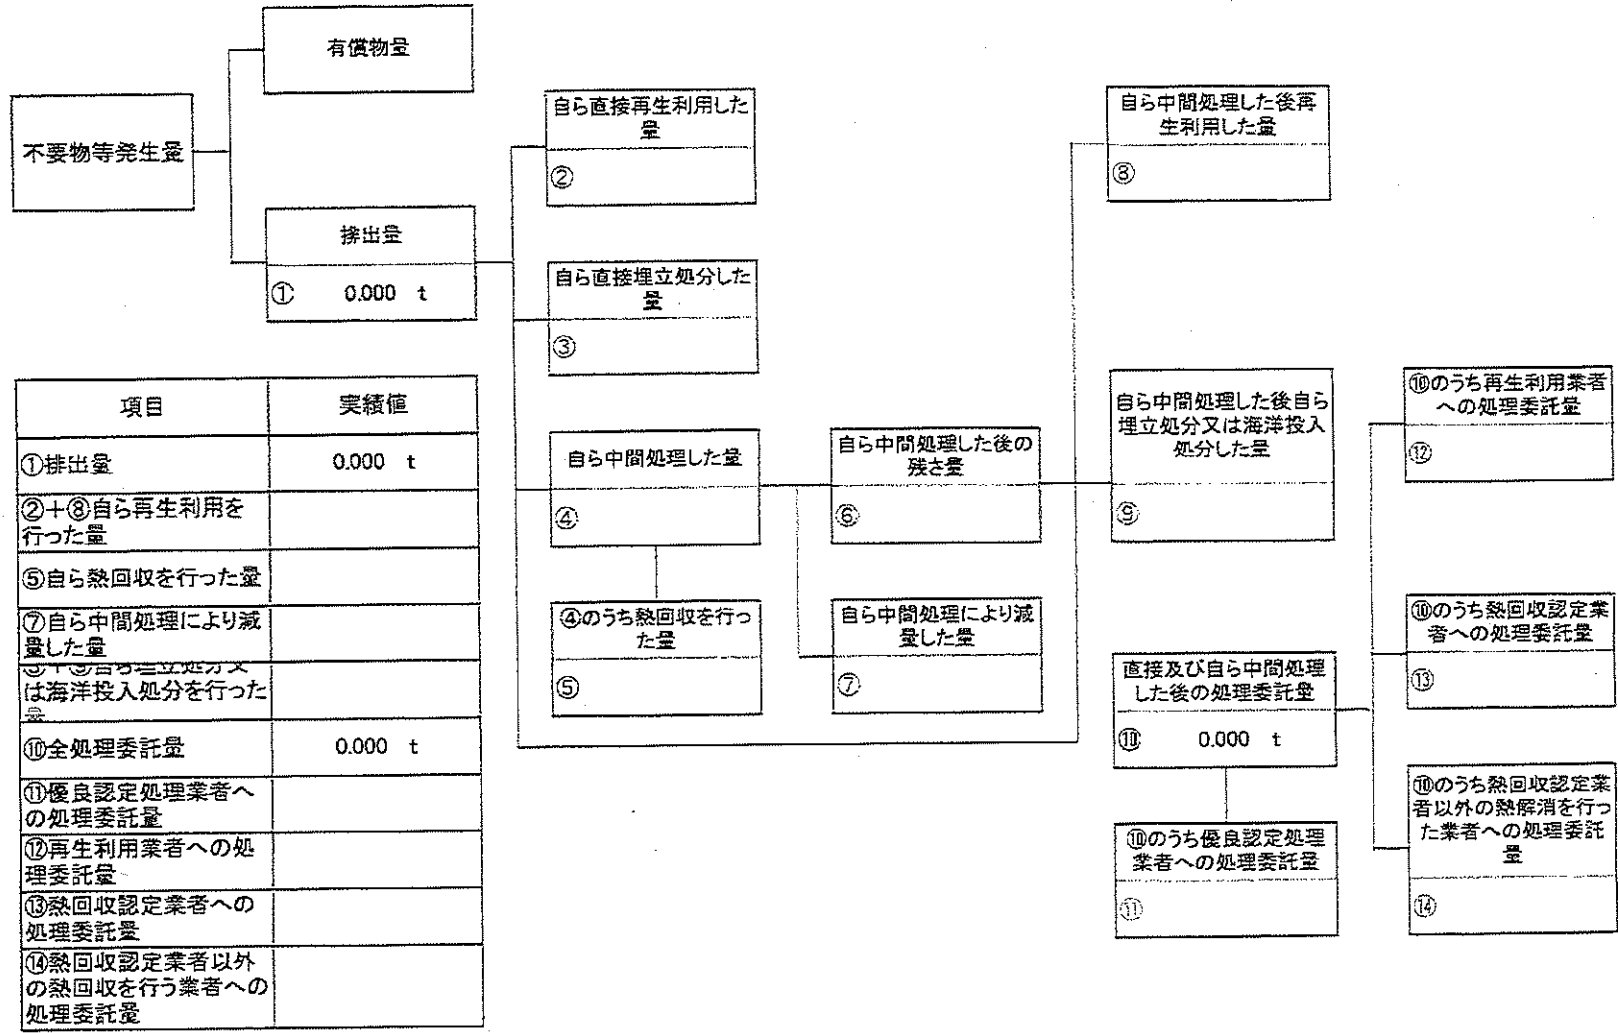 有償物量
不要物等発生量
排出量
① 0.000 t
自ら直接再生利用した
量
②
自ら直接埋立処分した
量
③
自ら中間処理した量
④
④のうち熱回収を行っ
た量
⑤
自ら中間処理した後の
残さ量
⑥
自ら中間処理により減
量した量
⑦
自ら中間処理した後再
生利用した量
⑧
自ら中間処理した後自ら
埋立処分又は海洋投入
処分した量
⑨
直接及び自ら中間処理
した後の処理委託量
⑩ 0.000 t
⑩のうち優良認定処理
業者への処理委託量
⑪
⑩のうち再生利用業者
への処理委託量
⑫
⑩のうち熱回収認定業
者への処理委託量
⑬
⑩のうち熱回収認定業
者以外の熱解消を行っ
た業者への処理委託
量
⑭
項目 実績値
①排出量 0.000 t
②+⑧自ら再生利用を
行った量
⑤自ら熱回収を行った量
⑦自ら中間処理により減
量した量
自ら埋立処分又
は海洋投入処分を行った
量
⑩全処理委託量 0.000 t
⑪優良認定処理業者へ
の処理委託量
⑫再生利用業者への処
理委託量
⑬熱回収認定業者への
処理委託量
⑭熱回収認定業者以外
の熱回収を行う業者への
処理委託量